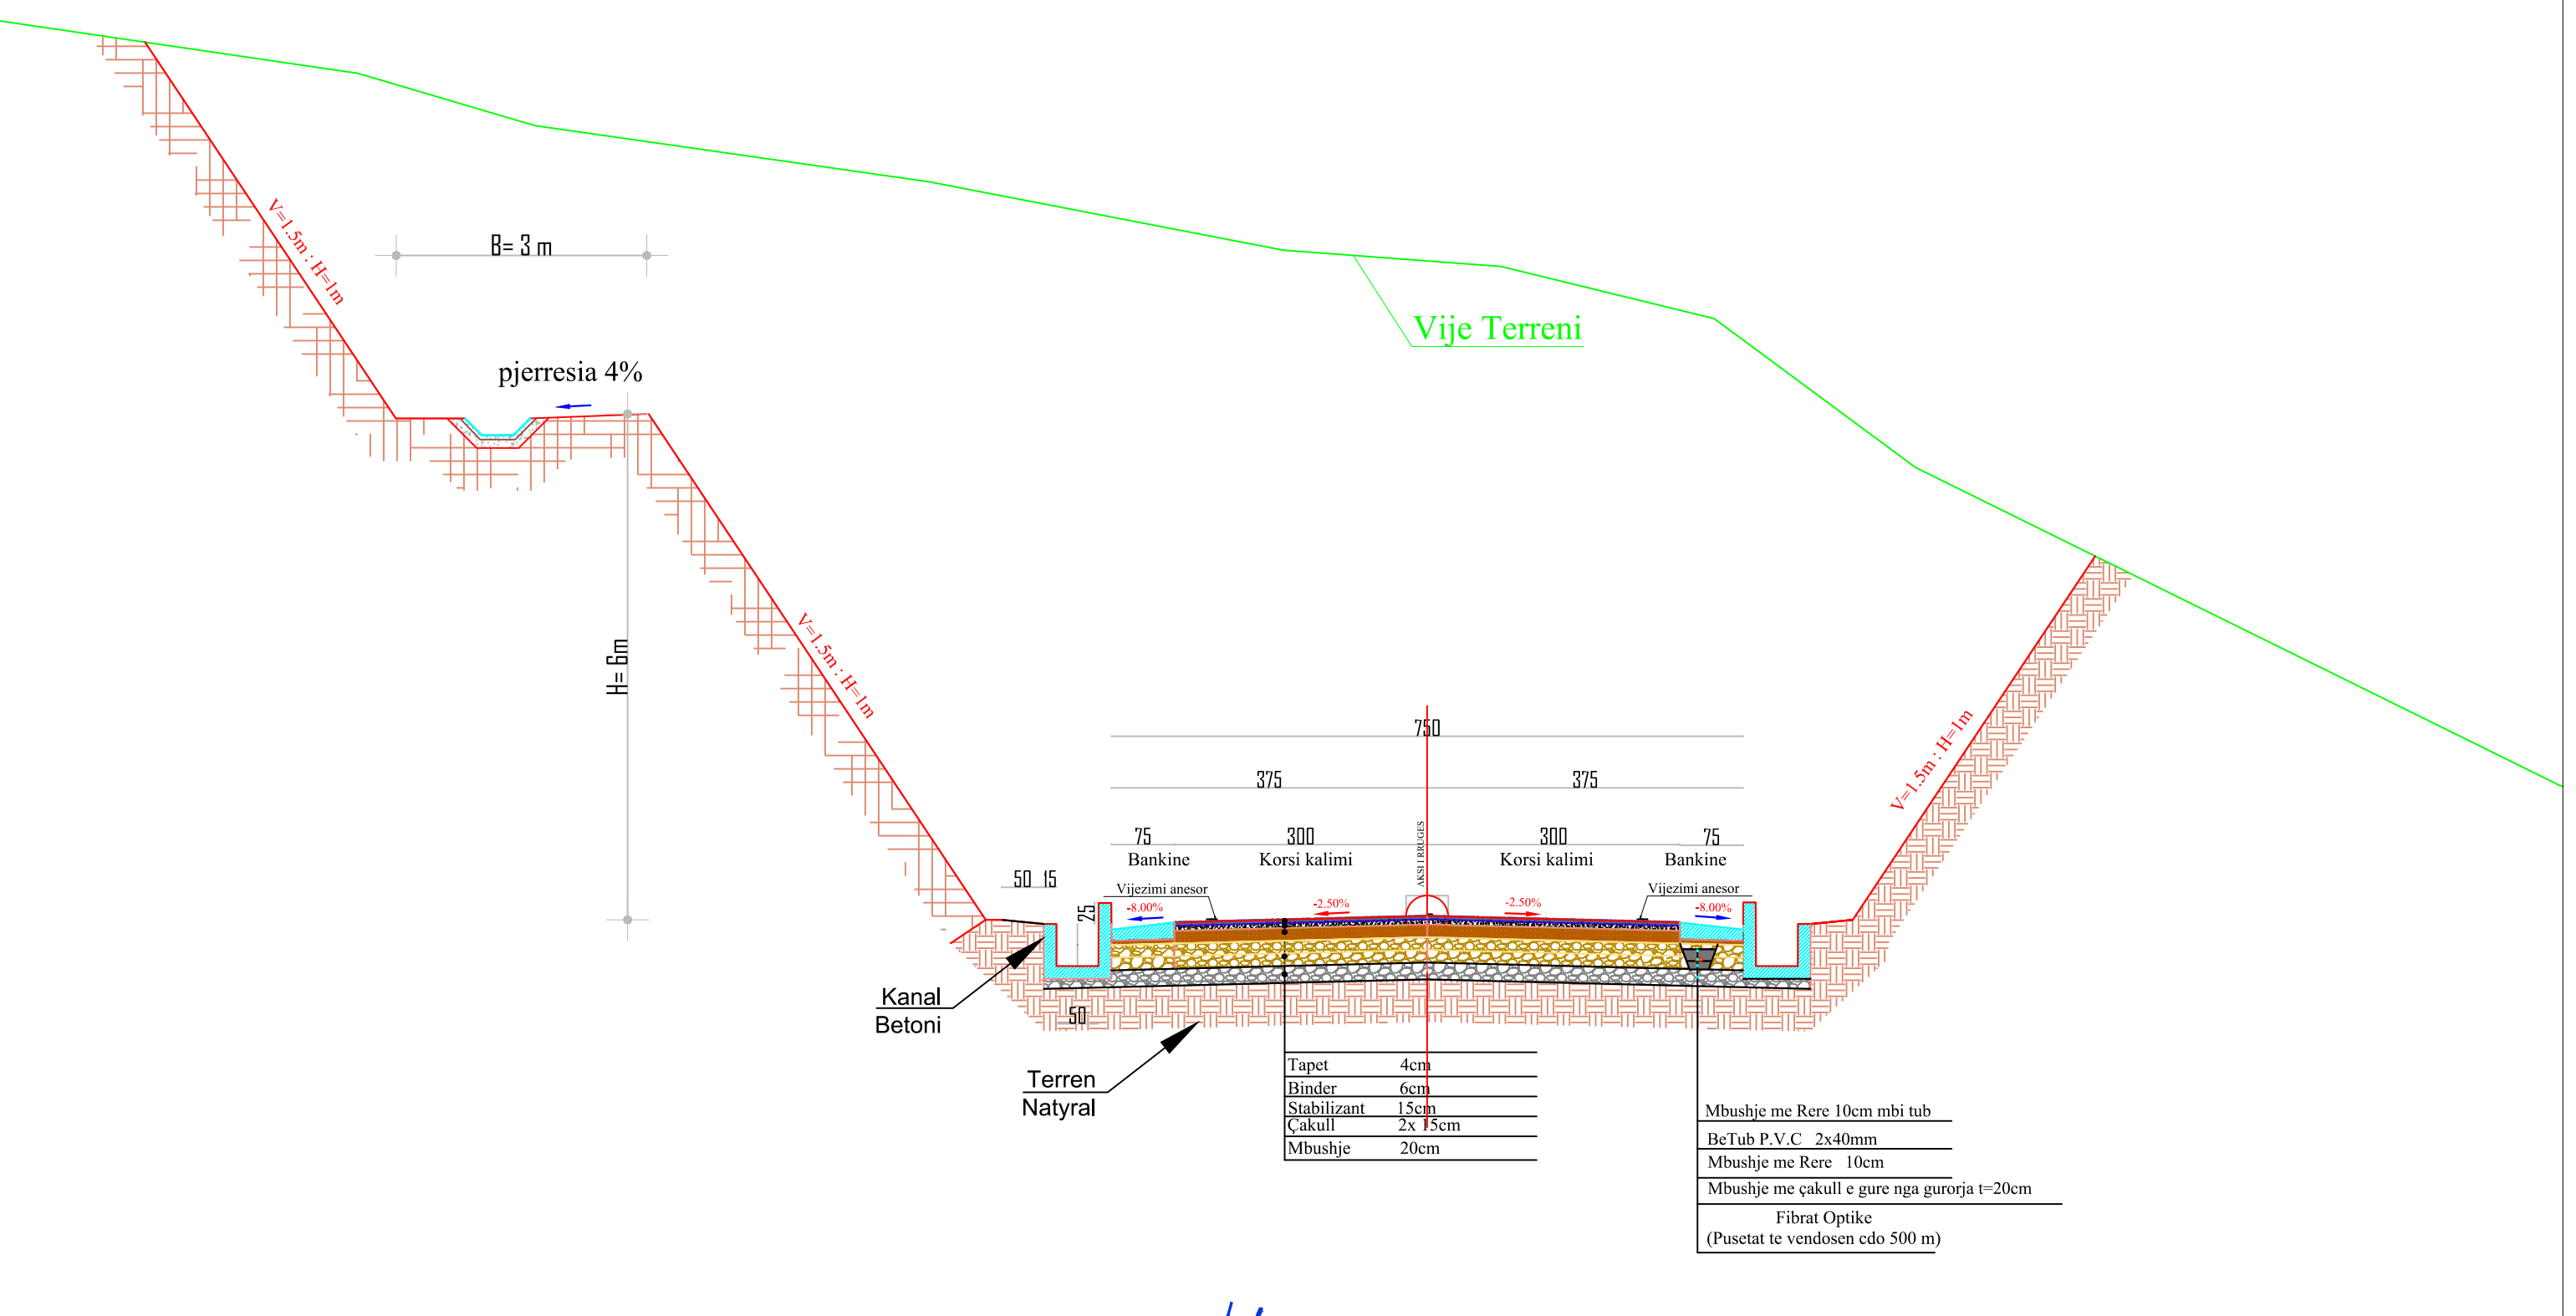 V=1.5m : H=1m
B= 3 m
Vije Terreni
pjerresia 4%
H= 6m
V=1.5m : H=1m
V=1.5m : H=1m
750
375 375
75 300 300 75
Bankine Korsi kalimi Korsi kalimi Bankine
AKSI I RRUGES
50 15
Vijezimi anesor Vijezimi anesor
25
-8.00% -2.50% -2.50% -8.00%
Kanal
Betoni
50
Terren
Natyral
Tapet 4cm
Binder 6cm
Stabilizant 15cm
Çakull 2x 15cm
Mbushje 20cm
Mbushje me Rere 10cm mbi tub
BeTub P.V.C 2x40mm
Mbushje me Rere 10cm
Mbushje me çakull e gure nga gurorja t=20cm
Fibrat Optike
(Pusetat te vendosen cdo 500 m)